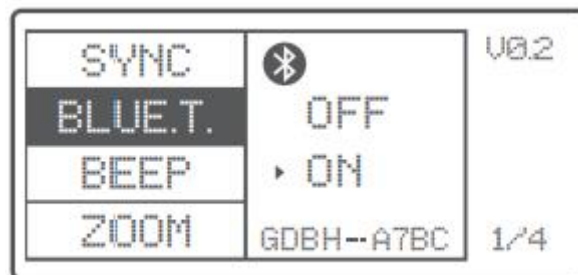 SYNC
BLUE.T.
BEEP
ZOOM
OFF
ON
GDBH--A7BC
V0.2
1/4